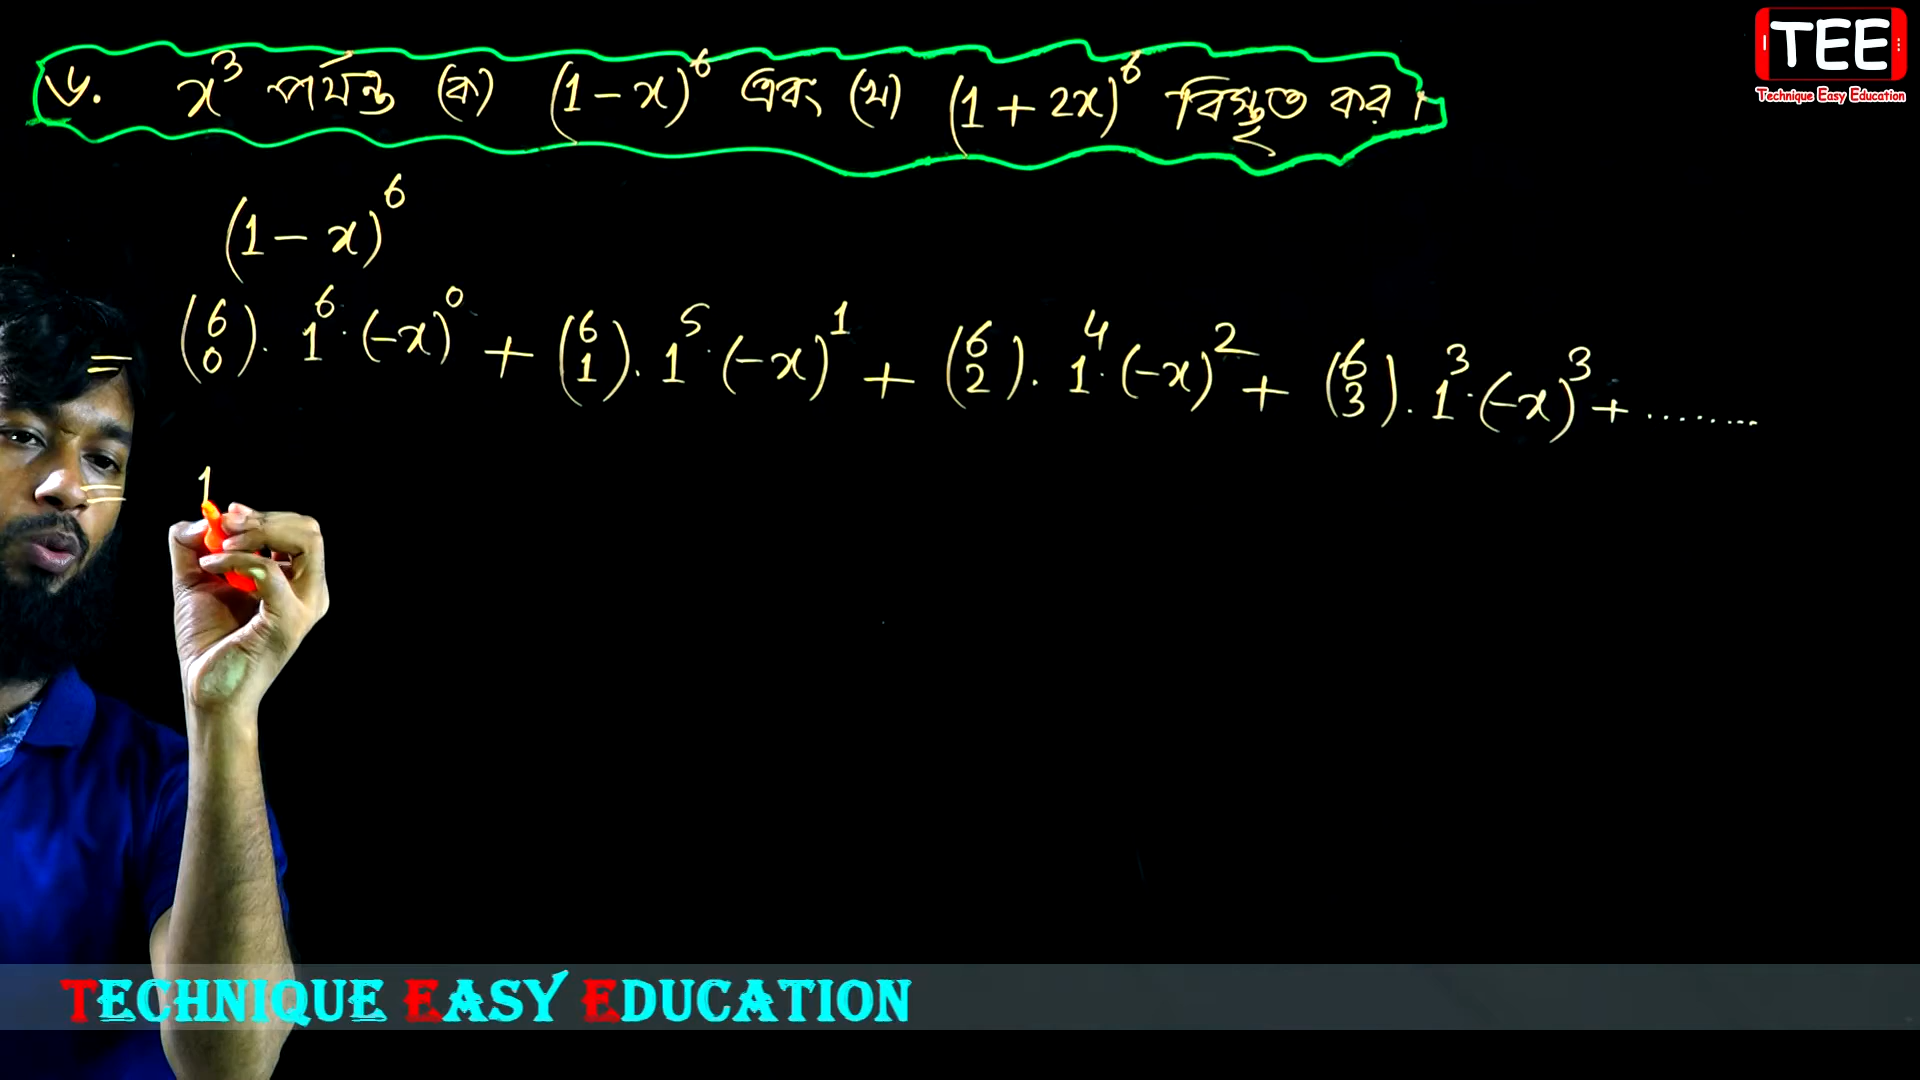 ৬. x³ পর্যন্ত (ক) (1 - x)⁶ এবং (খ) (1 + 2x)⁶ বিস্তৃত কর।
TEE
Technique Easy Education
(1 - x)⁶
= (6 0) . 1⁶ . (-x)⁰ + (6 1) . 1⁵ . (-x)¹ + (6 2) . 1⁴ . (-x)² + (6 3) . 1³ . (-x)³ + ........
= 1
TECHNIQUE EASY EDUCATION